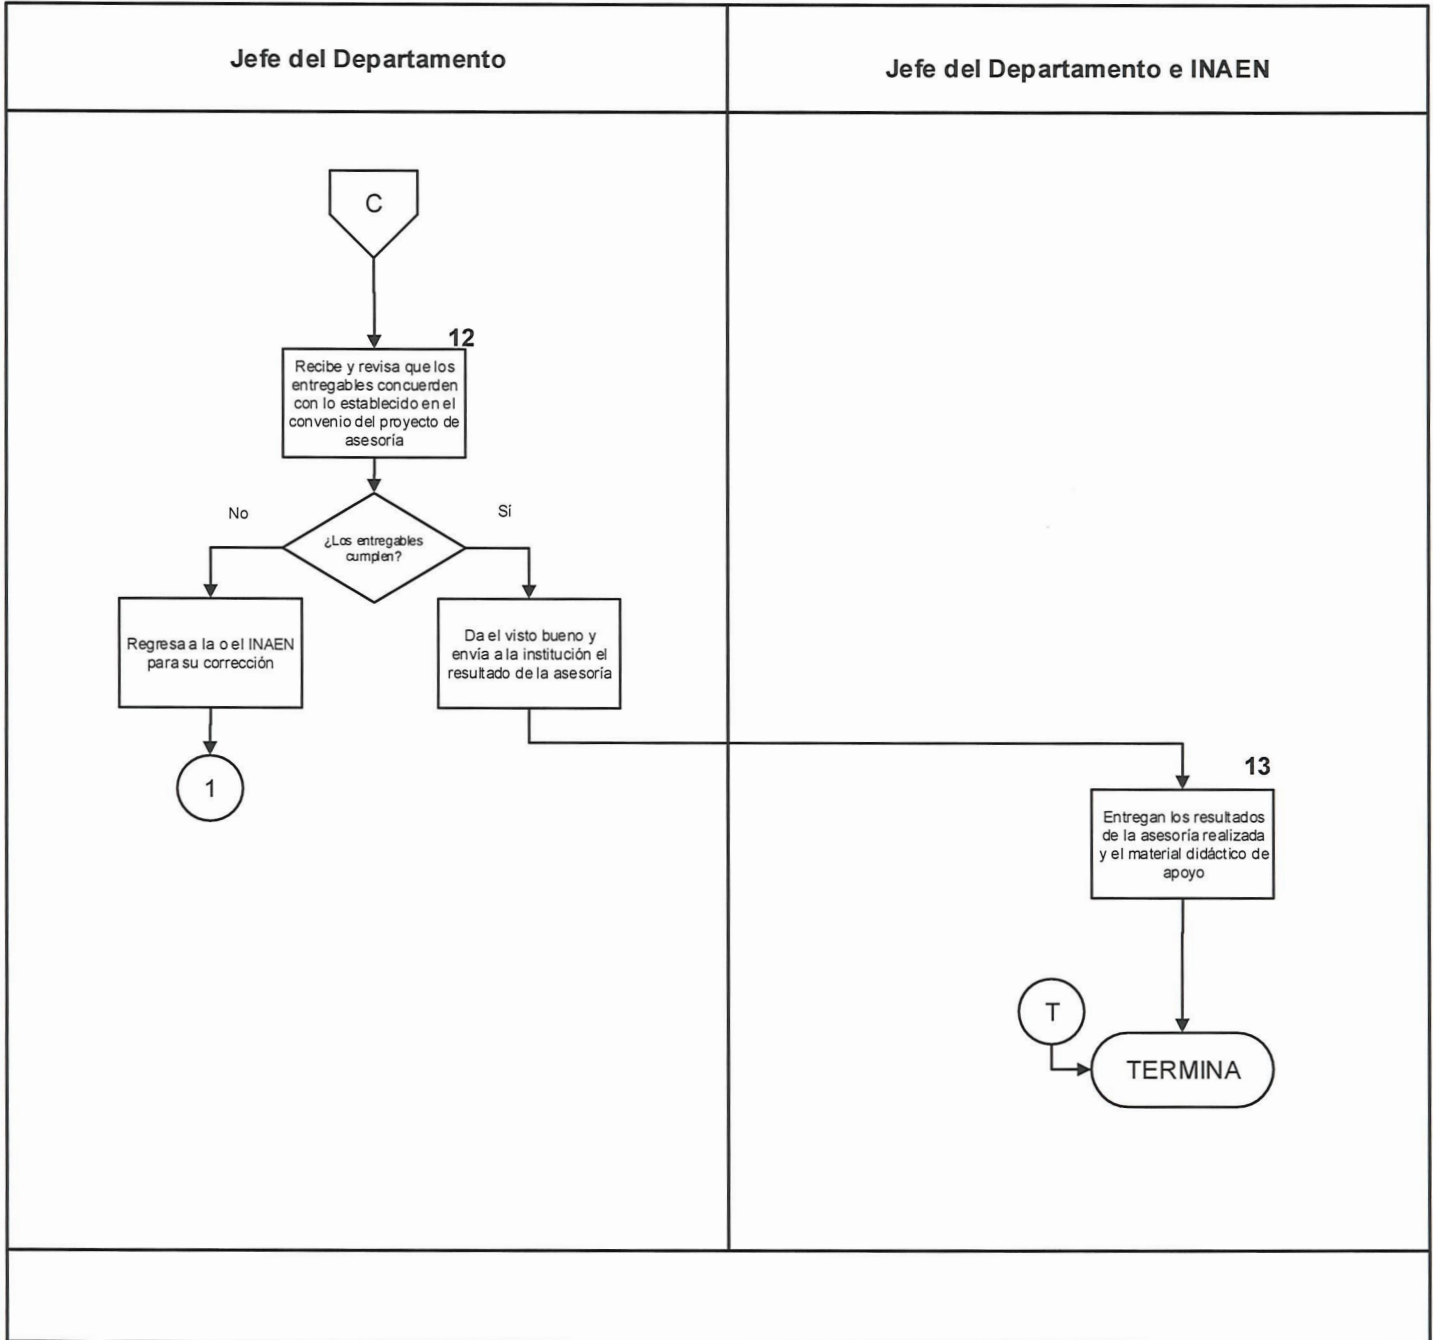 Jefe del Departamento
Jefe del Departamento e INAEN
C
12
Recibe y revisa que los
entregables concuerden
con lo establecido en el
convenio del proyecto de
asesoría
No
Sí
¿Los entregables
cumplen?
Regresa a la o el INAEN
para su corrección
Da el visto bueno y
envía a la institución el
resultado de la asesoría
1
13
Entregan los resultados
de la asesoría realizada
y el material didáctico de
apoyo
T
TERMINA